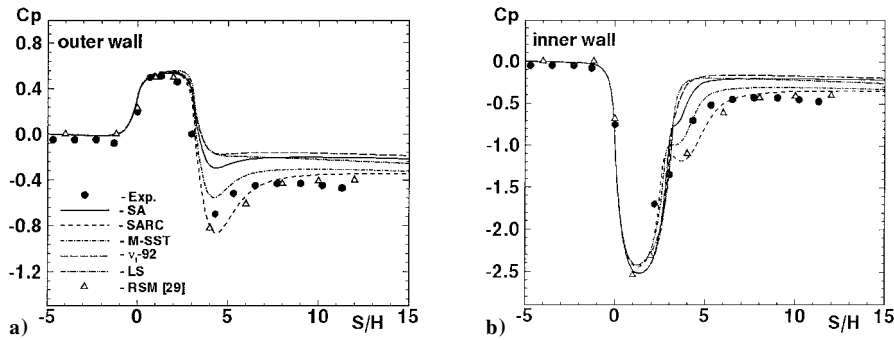 Cp
0.8
outer wall
0.4
0.0
-0.4
-0.8
-1.2
- Exp.
- SA
- SARC
- M-SST
- νt-92
- LS
- RSM [29]
-5 0 5 10 15
S/H
a)
Cp
inner wall
0.0
-0.5
-1.0
-1.5
-2.0
-2.5
-5 0 5 10 15
S/H
b)